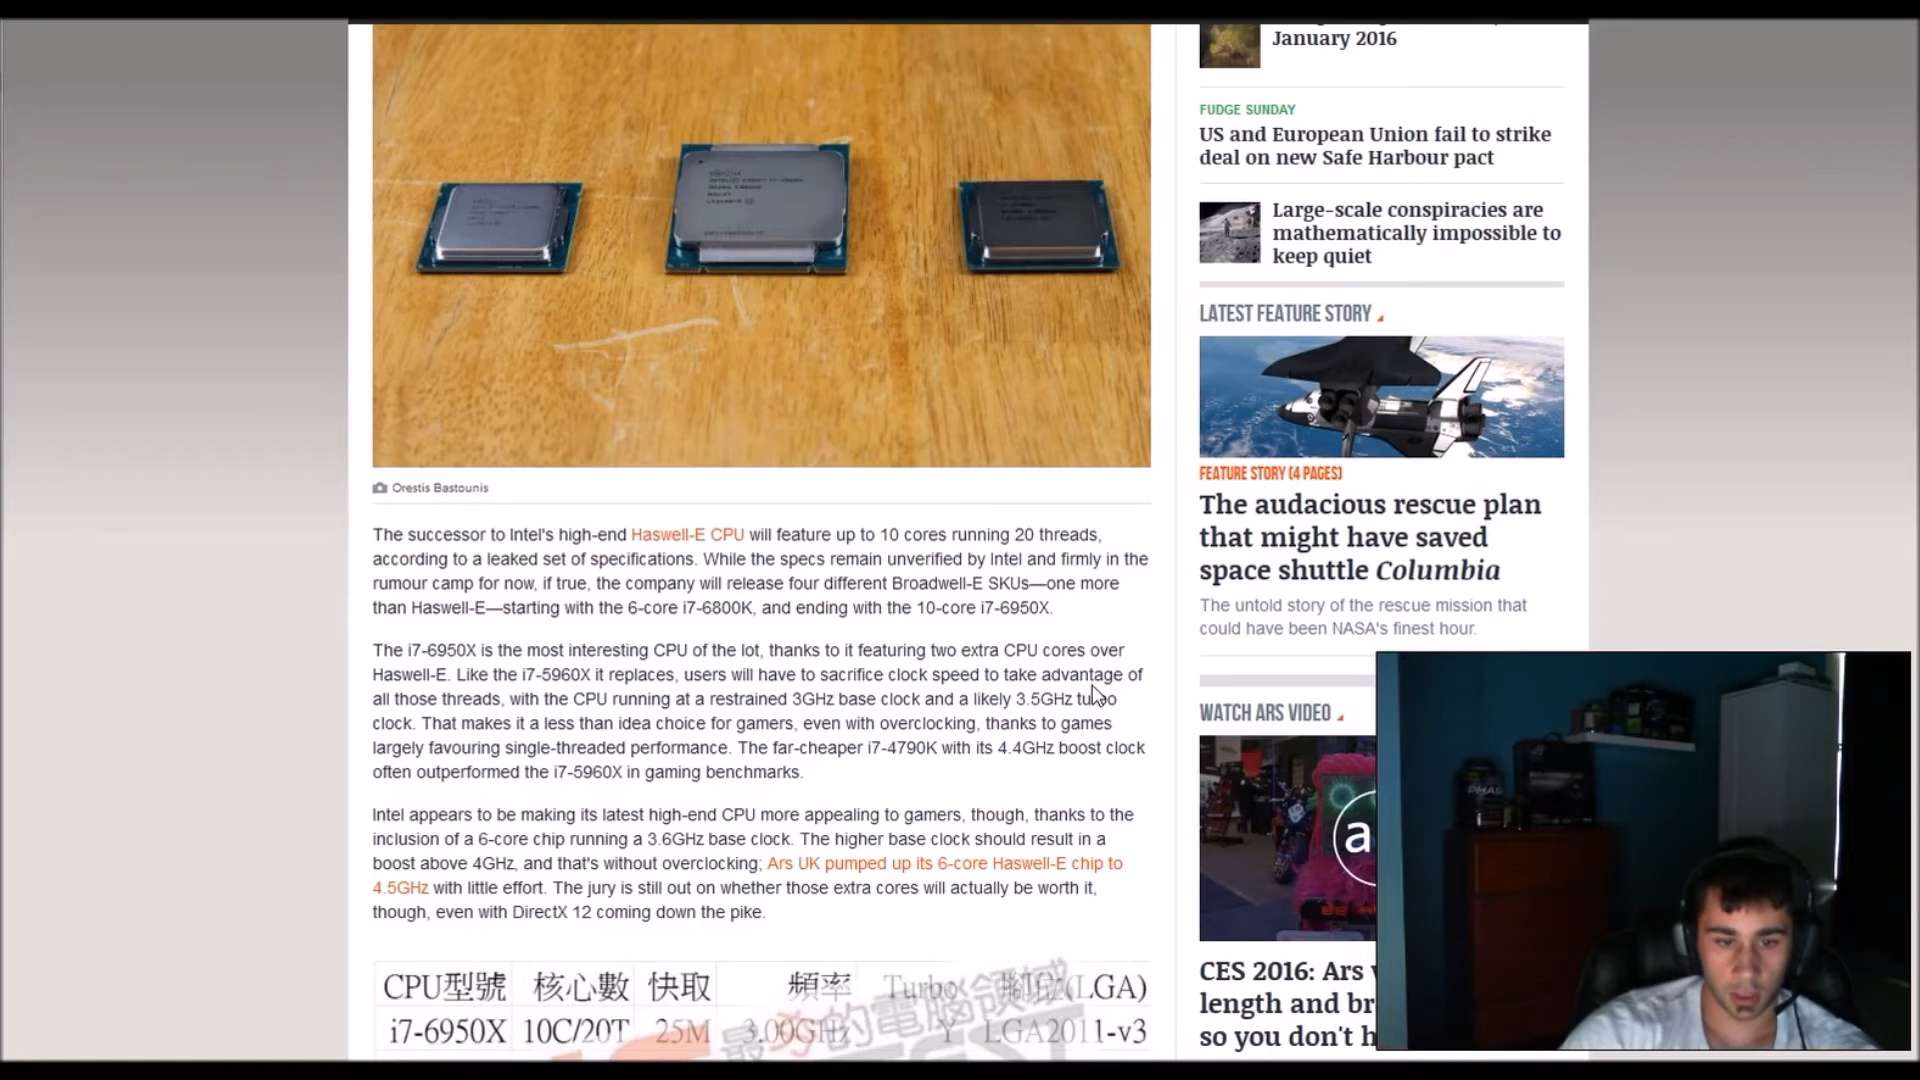 Orestis Bastounis
The successor to Intel's high-end Haswell-E CPU will feature up to 10 cores running 20 threads,
according to a leaked set of specifications. While the specs remain unverified by Intel and firmly in the
rumour camp for now, if true, the company will release four different Broadwell-E SKUs—one more
than Haswell-E—starting with the 6-core i7-6800K, and ending with the 10-core i7-6950X.
The i7-6950X is the most interesting CPU of the lot, thanks to it featuring two extra CPU cores over
Haswell-E. Like the i7-5960X it replaces, users will have to sacrifice clock speed to take advantage of
all those threads, with the CPU running at a restrained 3GHz base clock and a likely 3.5GHz turbo
clock. That makes it a less than idea choice for gamers, even with overclocking, thanks to games
largely favouring single-threaded performance. The far-cheaper i7-4790K with its 4.4GHz boost clock
often outperformed the i7-5960X in gaming benchmarks.
Intel appears to be making its latest high-end CPU more appealing to gamers, though, thanks to the
inclusion of a 6-core chip running a 3.6GHz base clock. The higher base clock should result in a
boost above 4GHz, and that's without overclocking; Ars UK pumped up its 6-core Haswell-E chip to
4.5GHz with little effort. The jury is still out on whether those extra cores will actually be worth it,
though, even with DirectX 12 coming down the pike.
CPU型號 核心數 快取 頻率 Turbo (LGA)
i7-6950X 10C/20T 25M 3.00GHz Y LGA2011-v3
的電腦領域
January 2016
FUDGE SUNDAY
US and European Union fail to strike
deal on new Safe Harbour pact
Large-scale conspiracies are
mathematically impossible to
keep quiet
LATEST FEATURE STORY
FEATURE STORY (4 PAGES)
The audacious rescue plan
that might have saved
space shuttle Columbia
The untold story of the rescue mission that
could have been NASA's finest hour.
WATCH ARS VIDEO
a
CES 2016: Ars
length and
so you don't
PHAS